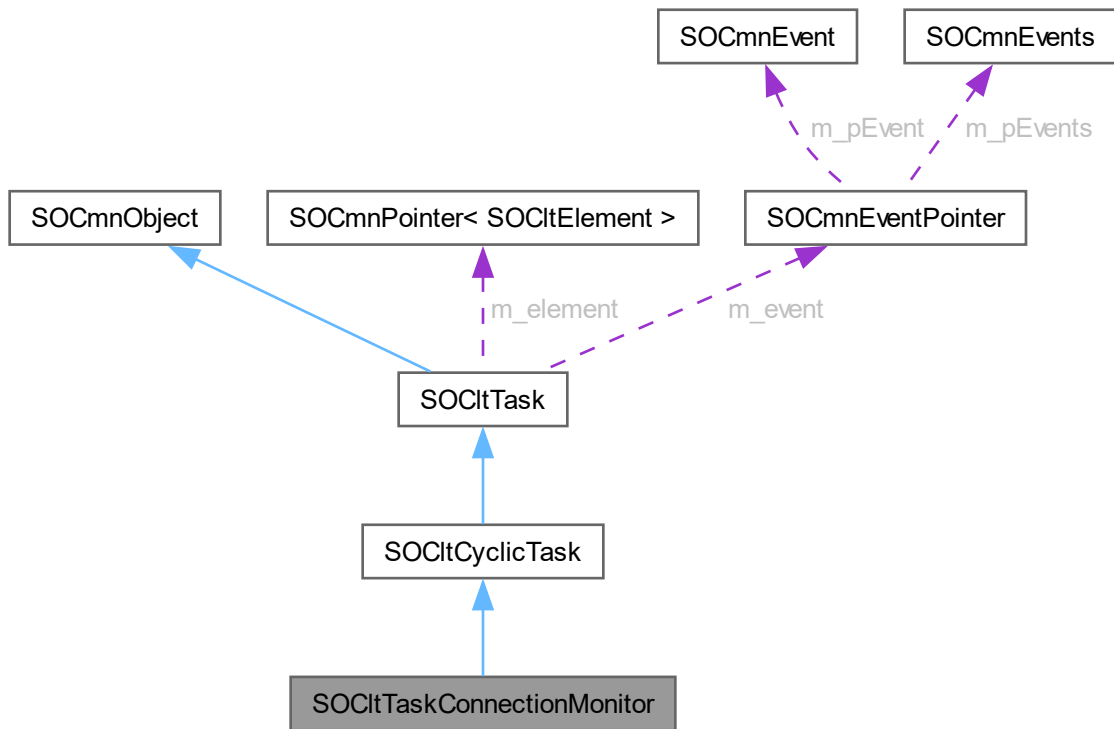 SOCmnEvent
SOCmnEvents
m_pEvent
m_pEvents
SOCmnObject
SOCmnPointer< SOCltElement >
SOCmnEventPointer
m_element
m_event
SOCltTask
SOCltCyclicTask
SOCltTaskConnectionMonitor